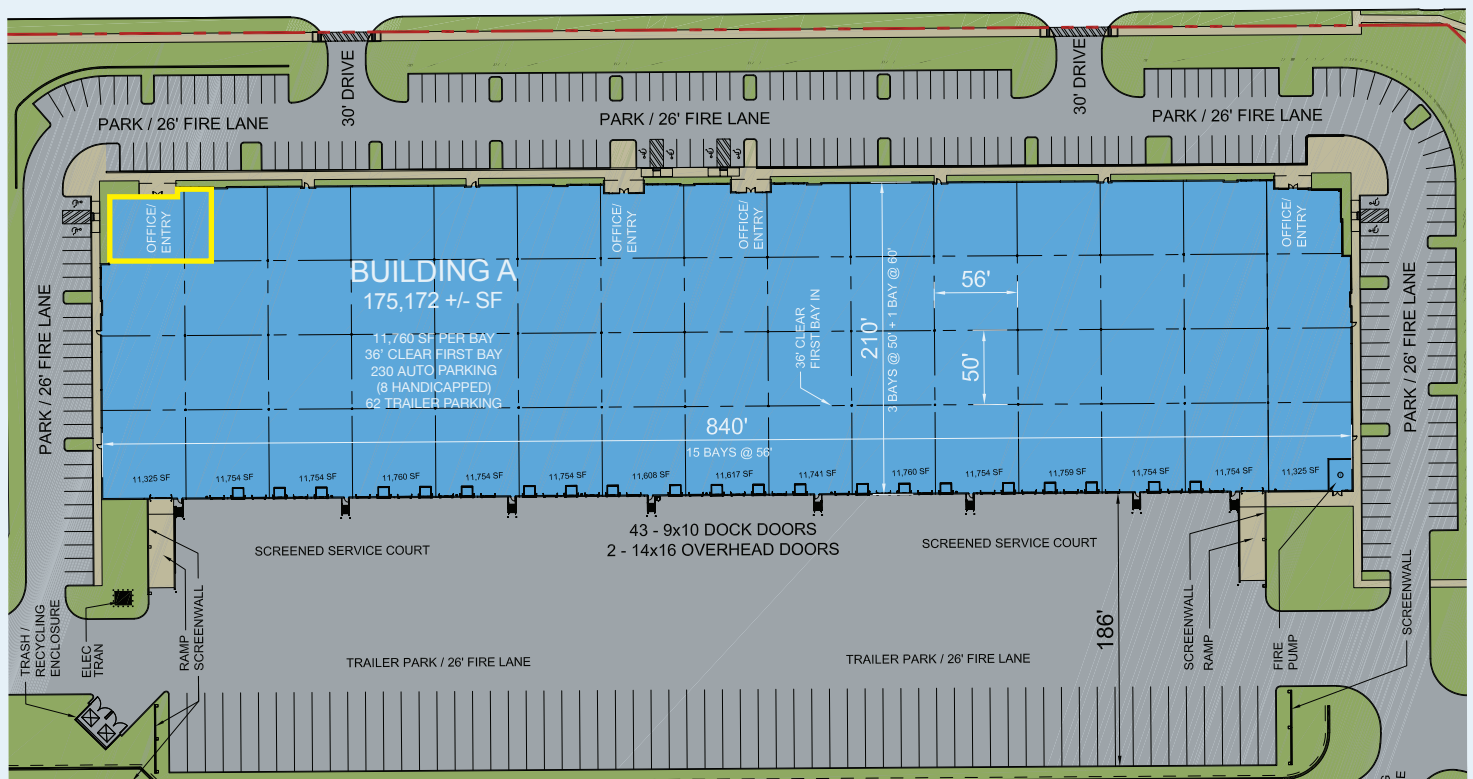 30' DRIVE
30' DRIVE
PARK / 26' FIRE LANE
PARK / 26' FIRE LANE
PARK / 26' FIRE LANE
OFFICE/
ENTRY
OFFICE/
ENTRY
OFFICE/
ENTRY
OFFICE/
ENTRY
BUILDING A
175,172 +/- SF
11,760 SF PER BAY
36' CLEAR FIRST BAY
230 AUTO PARKING
(8 HANDICAPPED)
62 TRAILER PARKING
36' CLEAR
FIRST BAY IN
210'
3 BAYS @ 50' + 1 BAY @ 60'
56'
50'
PARK / 26' FIRE LANE
PARK / 26' FIRE LANE
840'
15 BAYS @ 56'
11,325 SF
11,754 SF
11,754 SF
11,760 SF
11,754 SF
11,754 SF
11,608 SF
11,617 SF
11,741 SF
11,760 SF
11,754 SF
11,759 SF
11,754 SF
11,754 SF
11,325 SF
43 - 9x10 DOCK DOORS
2 - 14x16 OVERHEAD DOORS
SCREENED SERVICE COURT
SCREENED SERVICE COURT
TRASH /
RECYCLING
ENCLOSURE
ELEC
TRAN
RAMP
SCREENWALL
186'
SCREENWALL
RAMP
FIRE
PUMP
SCREENWALL
TRAILER PARK / 26' FIRE LANE
TRAILER PARK / 26' FIRE LANE